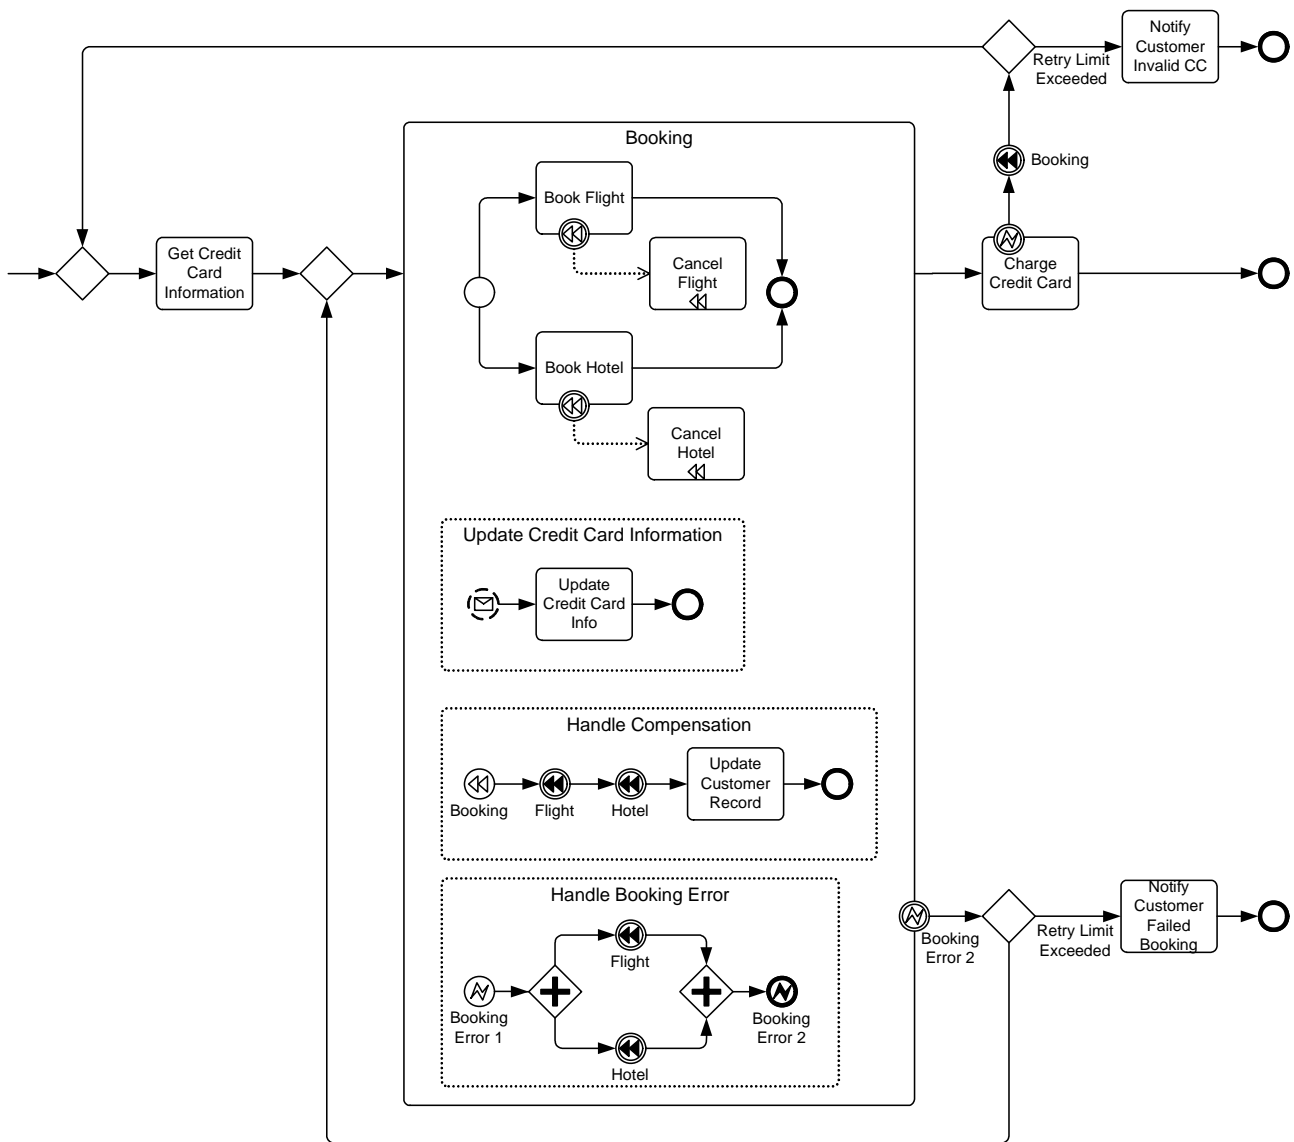 Notify
Customer
Invalid CC
Retry Limit
Exceeded
Booking
Booking
Book Flight
Get Credit
Card
Information
Cancel
Flight
Charge
Credit Card
Book Hotel
Cancel
Hotel
Update Credit Card Information
Update
Credit Card
Info
Handle Compensation
Update
Customer
Record
Booking
Flight
Hotel
Handle Booking Error
Notify
Customer
Failed
Booking
Retry Limit
Exceeded
Booking
Error 2
Flight
Booking
Error 1
Booking
Error 2
Hotel